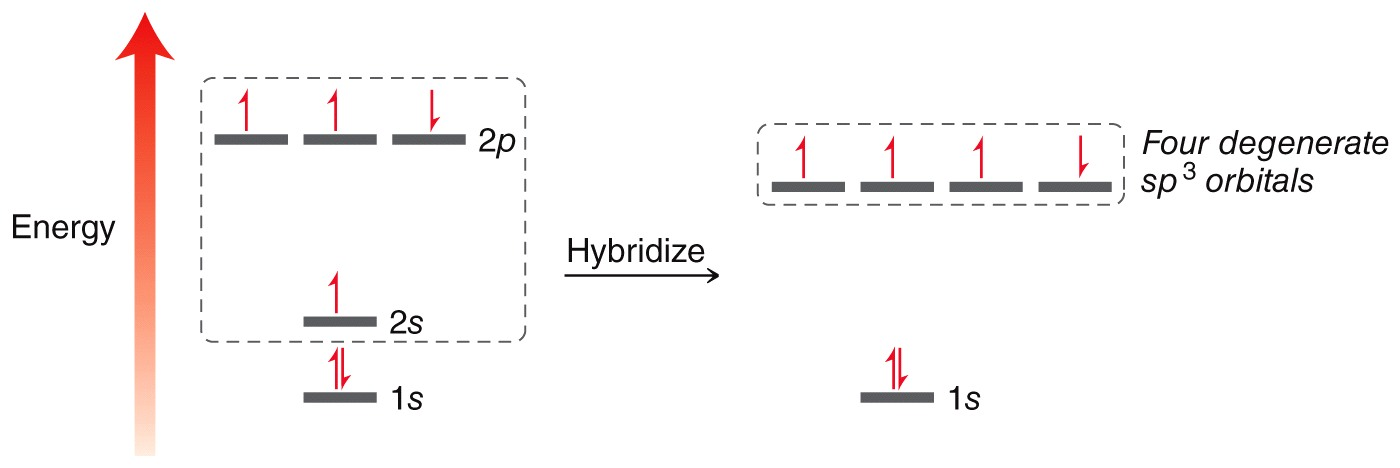 2p
Energy
Hybridize
2s
1s
Four degenerate
sp³ orbitals
1s